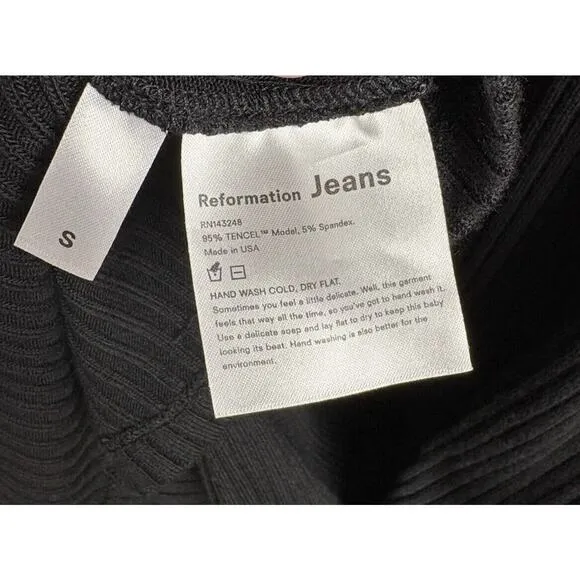 S
Reformation Jeans
RN143248
95% TENCEL™ Modal, 5% Spandex.
Made in USA
HAND WASH COLD, DRY FLAT.
Sometimes you feel a little delicate. Well, this garment
feels that way all the time, so you've got to hand wash it.
Use a delicate soap and lay flat to dry to keep this baby
looking its best. Hand washing is also better for the
environment.